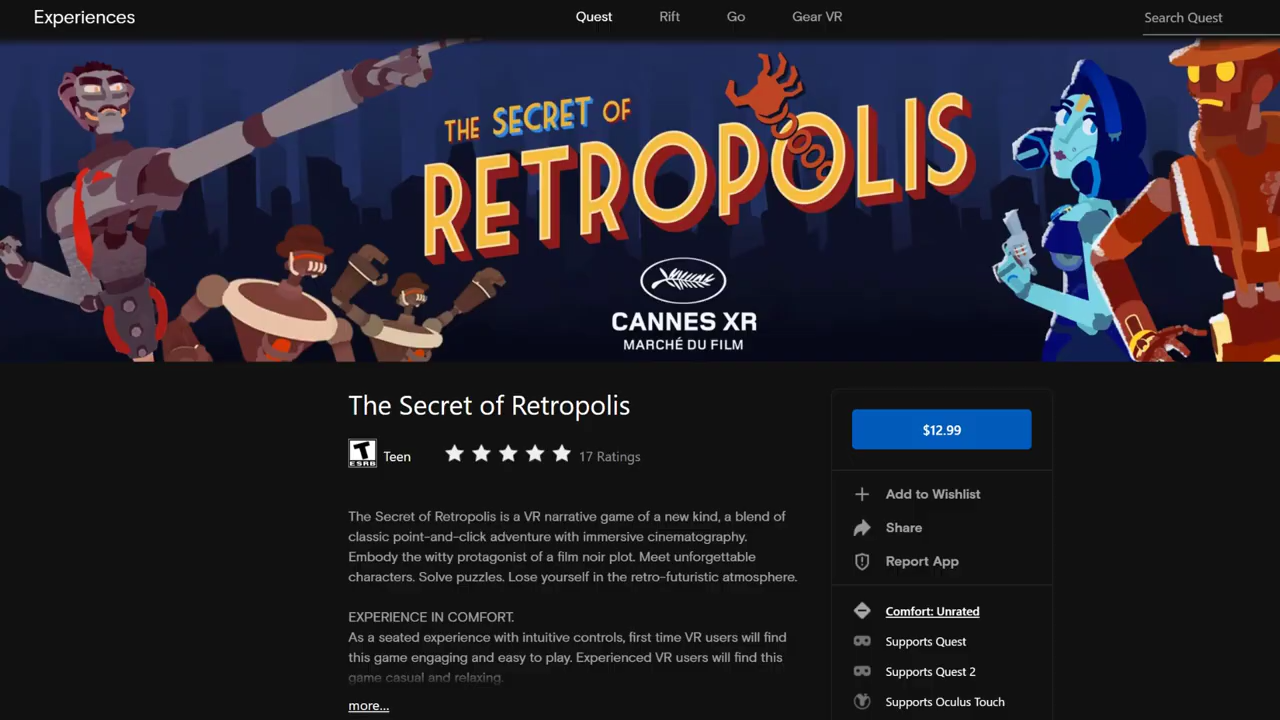 Experiences
Quest
Rift
Go
Gear VR
Search Quest
THE SECRET OF
RETROPOLIS
CANNES XR
MARCHÉ DU FILM
The Secret of Retropolis
$12.99
T
ESRB
Teen
17 Ratings
Add to Wishlist
The Secret of Retropolis is a VR narrative game of a new kind, a blend of
classic point-and-click adventure with immersive cinematography.
Embody the witty protagonist of a film noir plot. Meet unforgettable
characters. Solve puzzles. Lose yourself in the retro-futuristic atmosphere.
Share
Report App
EXPERIENCE IN COMFORT.
As a seated experience with intuitive controls, first time VR users will find
this game engaging and easy to play. Experienced VR users will find this
game casual and relaxing.
more...
Comfort: Unrated
Supports Quest
Supports Quest 2
Supports Oculus Touch